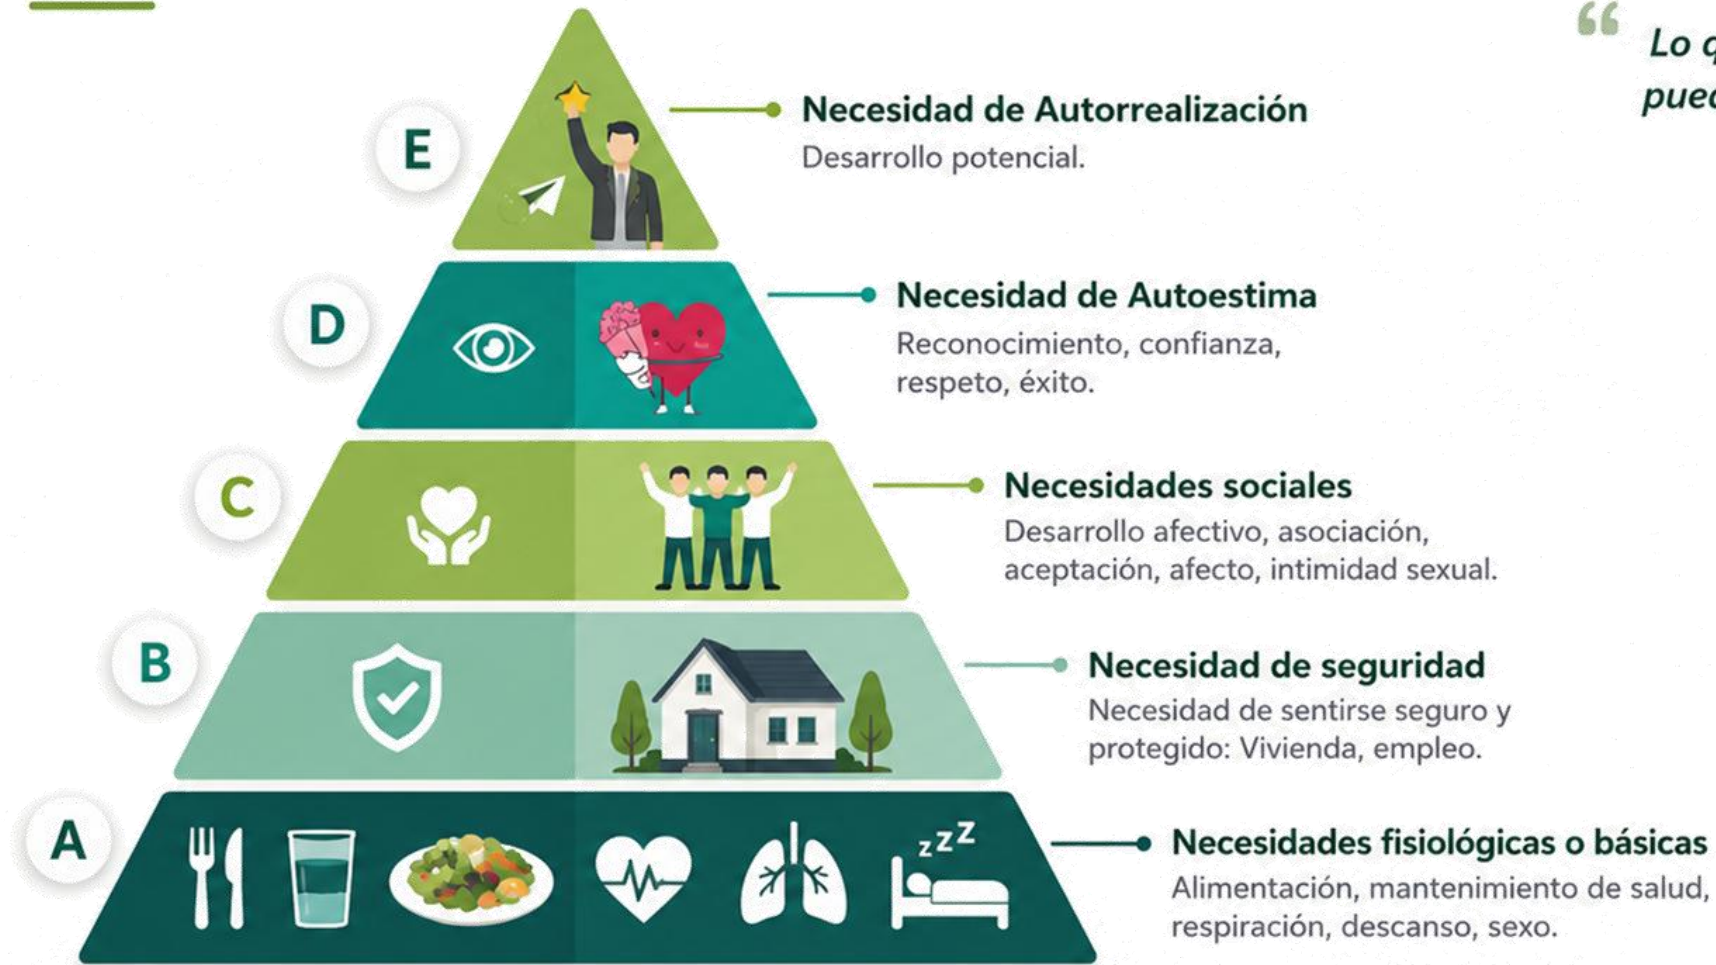 “ Lo
E
Necesidad de Autorrealización
Desarrollo potencial.
D
Necesidad de Autoestima
Reconocimiento, confianza,
respeto, éxito.
C
Necesidades sociales
Desarrollo afectivo, asociación,
aceptación, afecto, intimidad sexual.
B
Necesidad de seguridad
Necesidad de sentirse seguro y
protegido: Vivienda, empleo.
A
zzZ
Necesidades fisiológicas o básicas
Alimentación, mantenimiento de salud,
respiración, descanso, sexo.